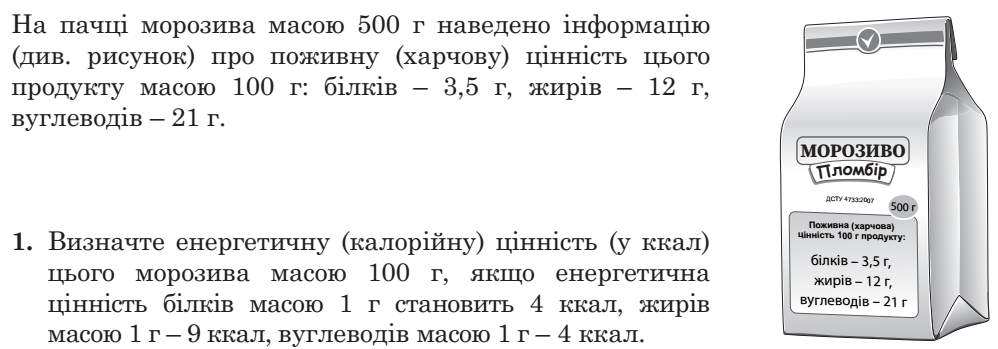 На пачці морозива масою 500 г наведено інформацію
(див. рисунок) про поживну (харчову) цінність цього
продукту масою 100 г: білків – 3,5 г, жирів – 12 г,
вуглеводів – 21 г.
1. Визначте енергетичну (калорійну) цінність (у ккал)
цього морозива масою 100 г, якщо енергетична
цінність білків масою 1 г становить 4 ккал, жирів
масою 1 г – 9 ккал, вуглеводів масою 1 г – 4 ккал.
МОРОЗИВО
Пломбір
ДСТУ 4733:2007
500 г
Поживна (харчова)
цінність 100 г продукту:
білків – 3,5 г,
жирів – 12 г,
вуглеводів – 21 г